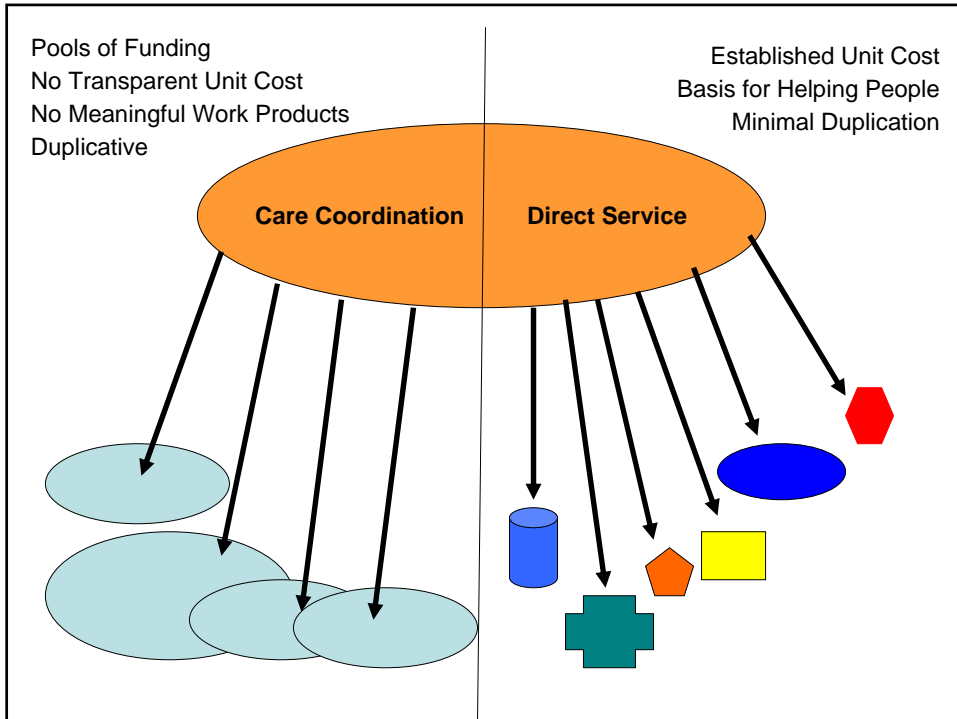 Pools of Funding
No Transparent Unit Cost
No Meaningful Work Products
Duplicative
Established Unit Cost
Basis for Helping People
Minimal Duplication
Care Coordination
Direct Service